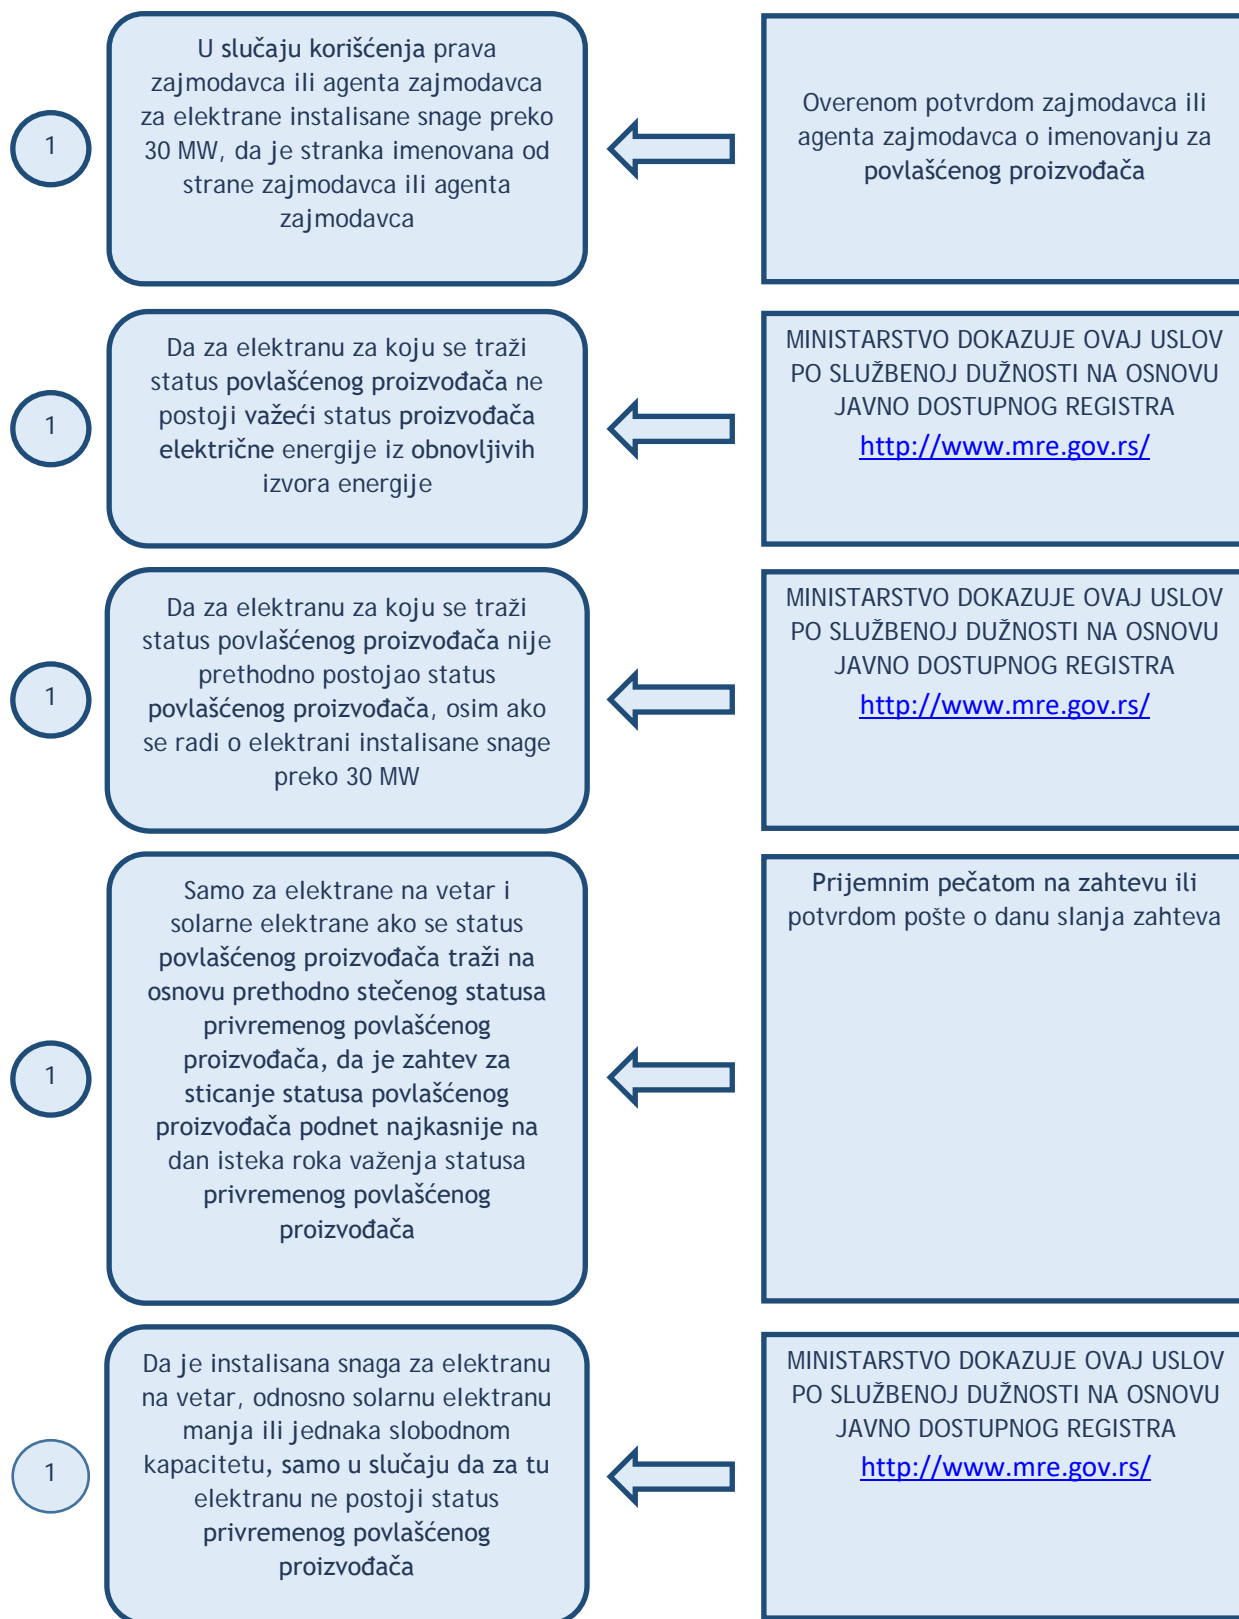 1
U slučaju korišćenja prava
zajmodavca ili agenta zajmodavca
za elektrane instalisane snage preko
30 MW, da je stranka imenovana od
strane zajmodavca ili agenta
zajmodavca
Overenom potvrdom zajmodavca ili
agenta zajmodavca o imenovanju za
povlašćenog proizvođača
1
Da za elektranu za koju se traži
status povlašćenog proizvođača ne
postoji važeći status proizvođača
električne energije iz obnovljivih
izvora energije
MINISTARSTVO DOKAZUJE OVAJ USLOV
PO SLUŽBENOJ DUŽNOSTI NA OSNOVU
JAVNO DOSTUPNOG REGISTRA
http://www.mre.gov.rs/
1
Da za elektranu za koju se traži
status povlašćenog proizvođača nije
prethodno postojao status
povlašćenog proizvođača, osim ako
se radi o elektrani instalisane snage
preko 30 MW
MINISTARSTVO DOKAZUJE OVAJ USLOV
PO SLUŽBENOJ DUŽNOSTI NA OSNOVU
JAVNO DOSTUPNOG REGISTRA
http://www.mre.gov.rs/
1
Samo za elektrane na vetar i
solarne elektrane ako se status
povlašćenog proizvođača traži na
osnovu prethodno stečenog statusa
privremenog povlašćenog
proizvođača, da je zahtev za
sticanje statusa povlašćenog
proizvođača podnet najkasnije na
dan isteka roka važenja statusa
privremenog povlašćenog
proizvođača
Prijemnim pečatom na zahtevu ili
potvrdom pošte o danu slanja zahteva
1
Da je instalisana snaga za elektranu
na vetar, odnosno solarnu elektranu
manja ili jednaka slobodnom
kapacitetu, samo u slučaju da za tu
elektranu ne postoji status
privremenog povlašćenog
proizvođača
MINISTARSTVO DOKAZUJE OVAJ USLOV
PO SLUŽBENOJ DUŽNOSTI NA OSNOVU
JAVNO DOSTUPNOG REGISTRA
http://www.mre.gov.rs/